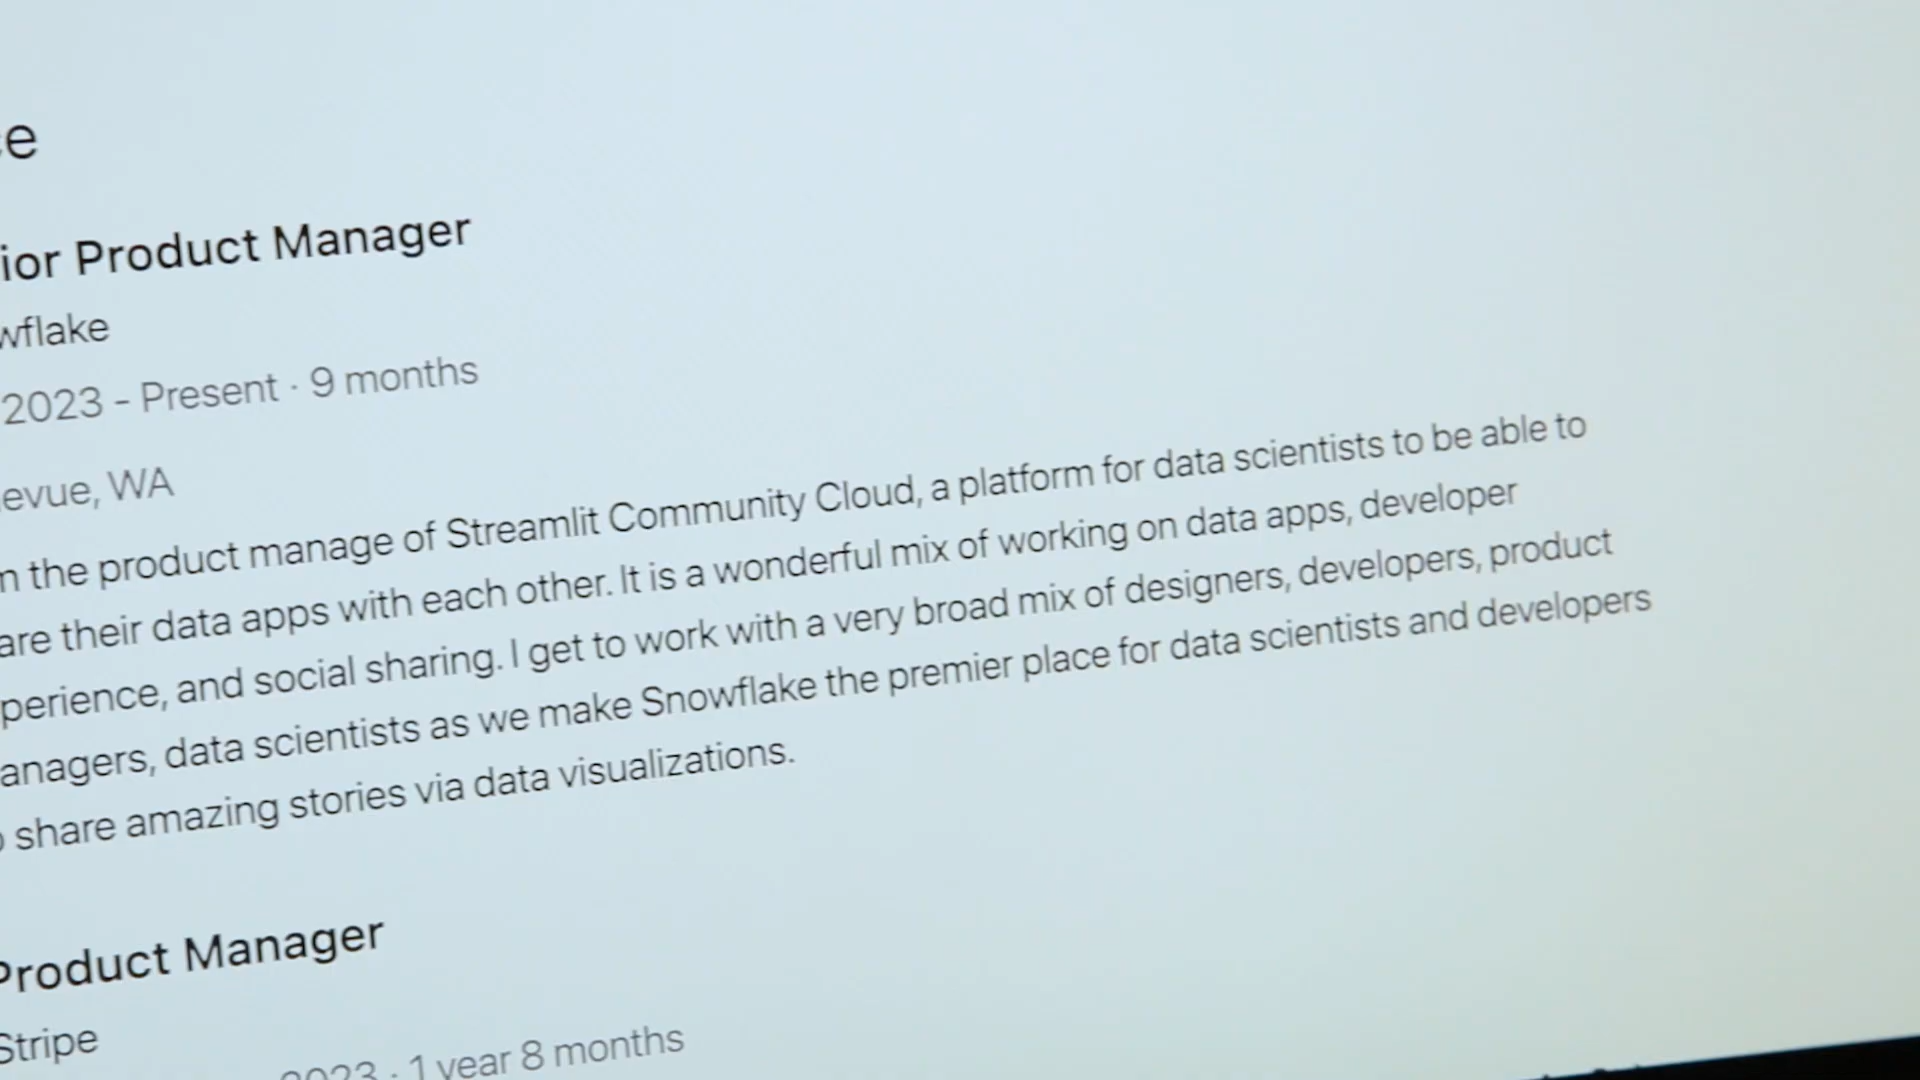 ce
ior Product Manager
wflake
2023 - Present · 9 months
evue, WA
the product manage of Streamlit Community Cloud, a platform for data scientists to be able to
are their data apps with each other. It is a wonderful mix of working on data apps, developer
perience, and social sharing. I get to work with a very broad mix of designers, developers, product
anagers, data scientists as we make Snowflake the premier place for data scientists and developers
share amazing stories via data visualizations.
Product Manager
Stripe
2023 · 1 year 8 months